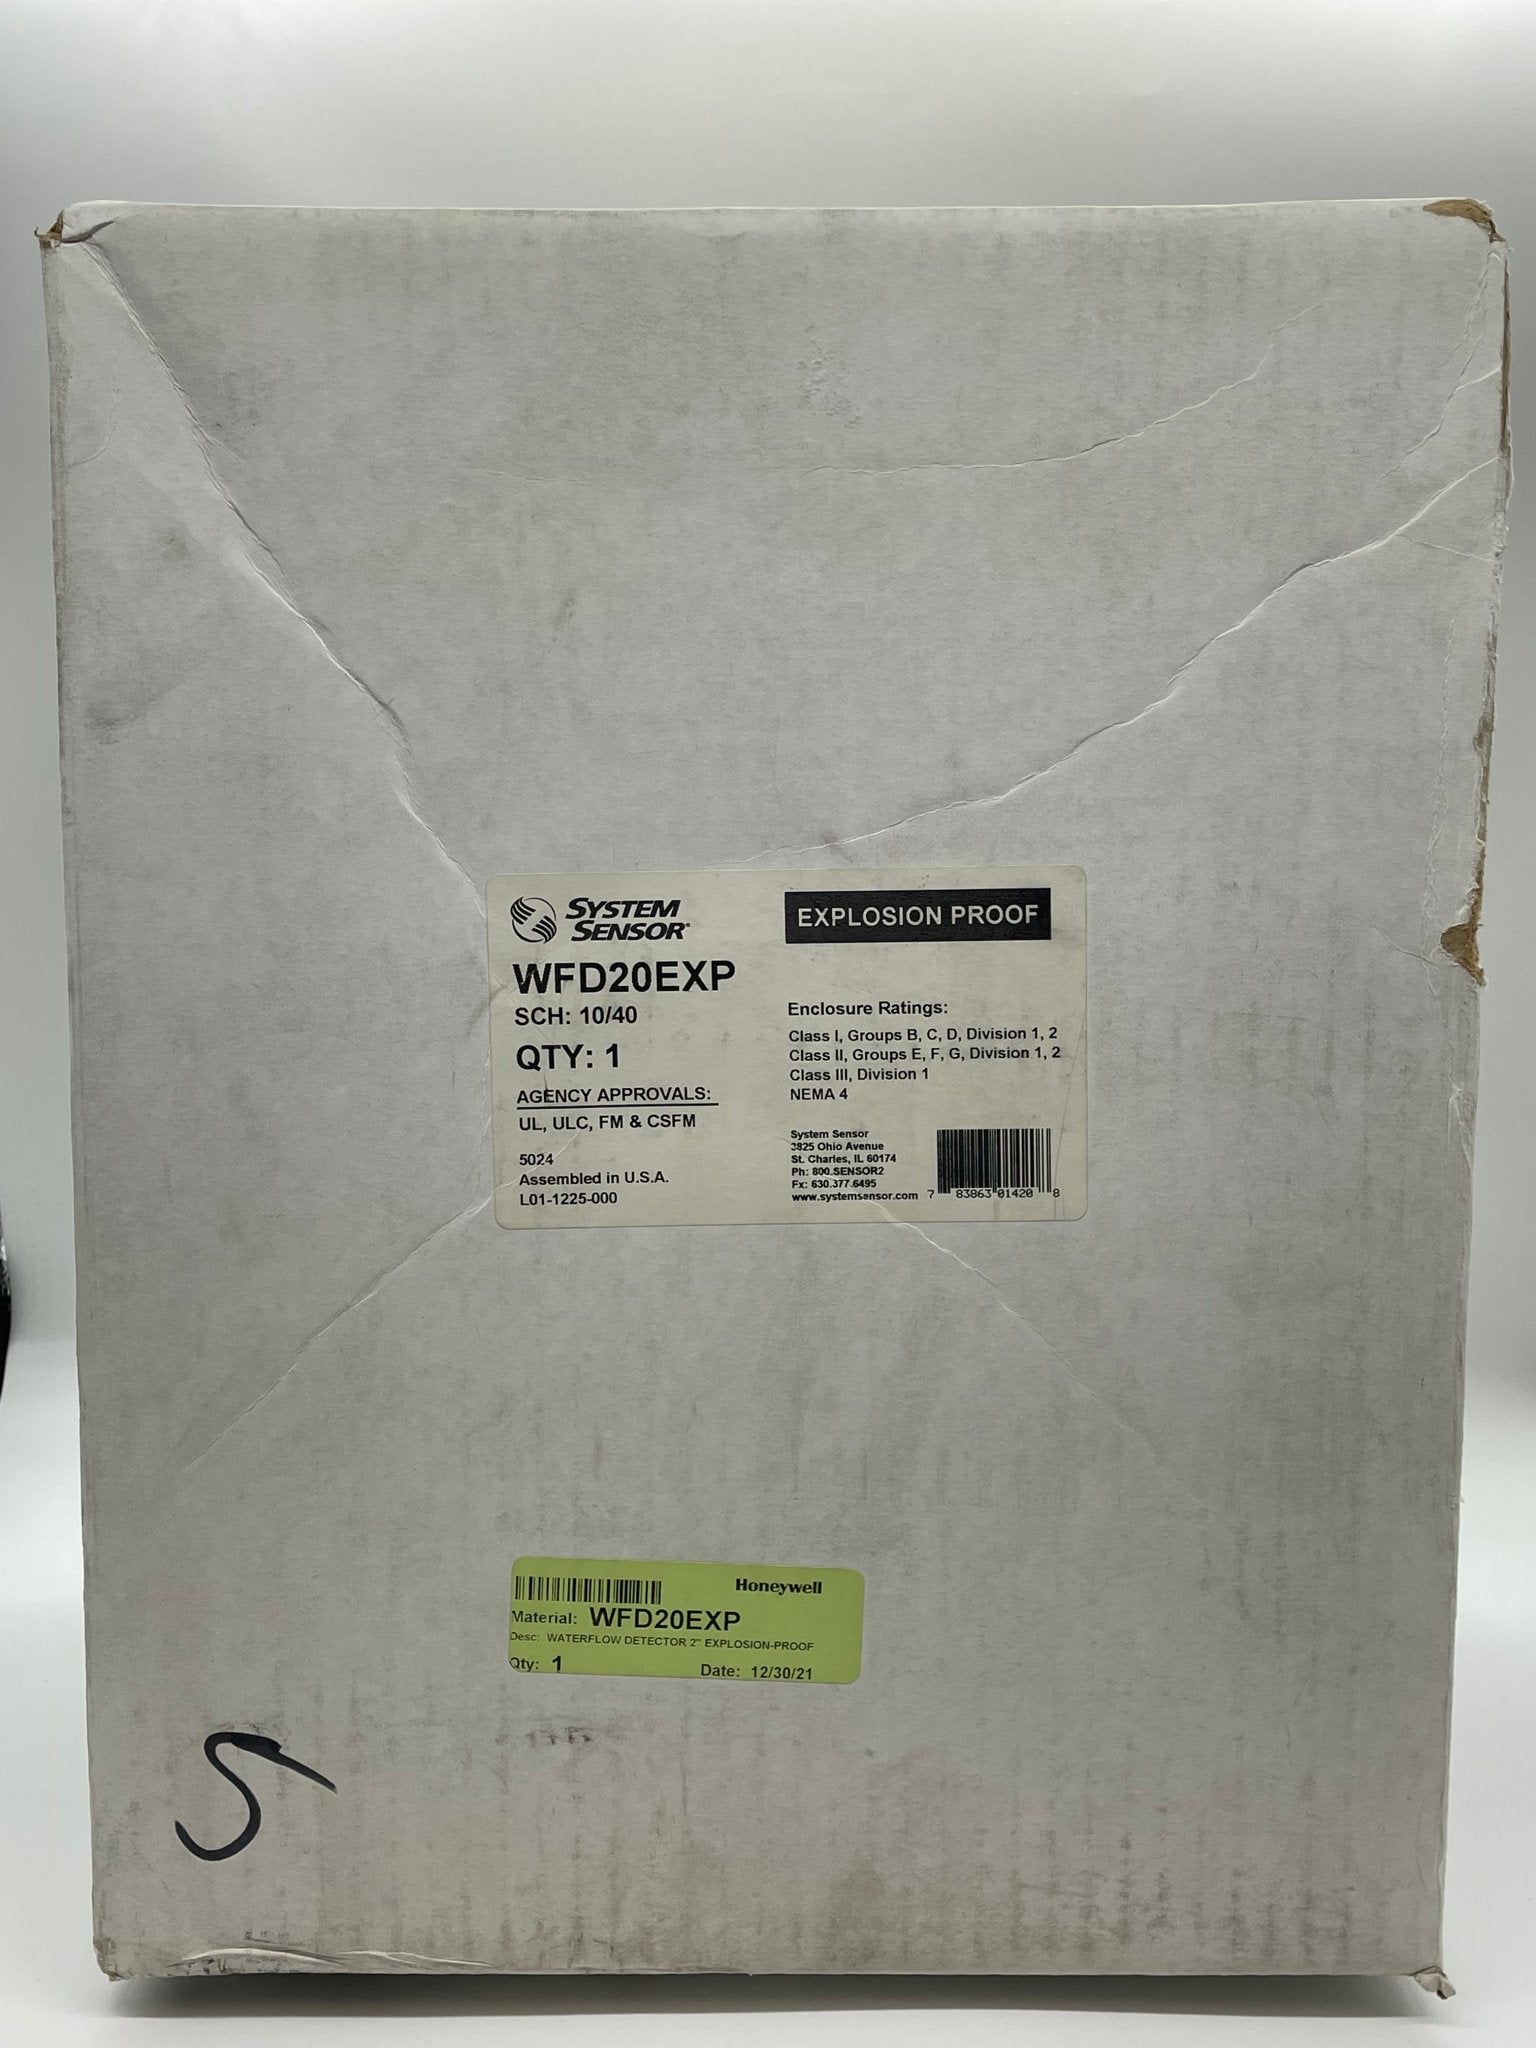 SYSTEM
SENSOR®
EXPLOSION PROOF
WFD20EXP
SCH: 10/40
QTY: 1
AGENCY APPROVALS:
UL, ULC, FM & CSFM
5024
Assembled in U.S.A.
L01-1225-000
Enclosure Ratings:
Class I, Groups B, C, D, Division 1, 2
Class II, Groups E, F, G, Division 1, 2
Class III, Division 1
NEMA 4
System Sensor
3825 Ohio Avenue
St. Charles, IL 60174
Ph: 800.SENSOR2
Fx: 630.377.6495
www.systemsensor.com
7 83863 01420 8
Honeywell
Material: WFD20EXP
Desc: WATERFLOW DETECTOR 2" EXPLOSION-PROOF
Qty: 1 Date: 12/30/21
S